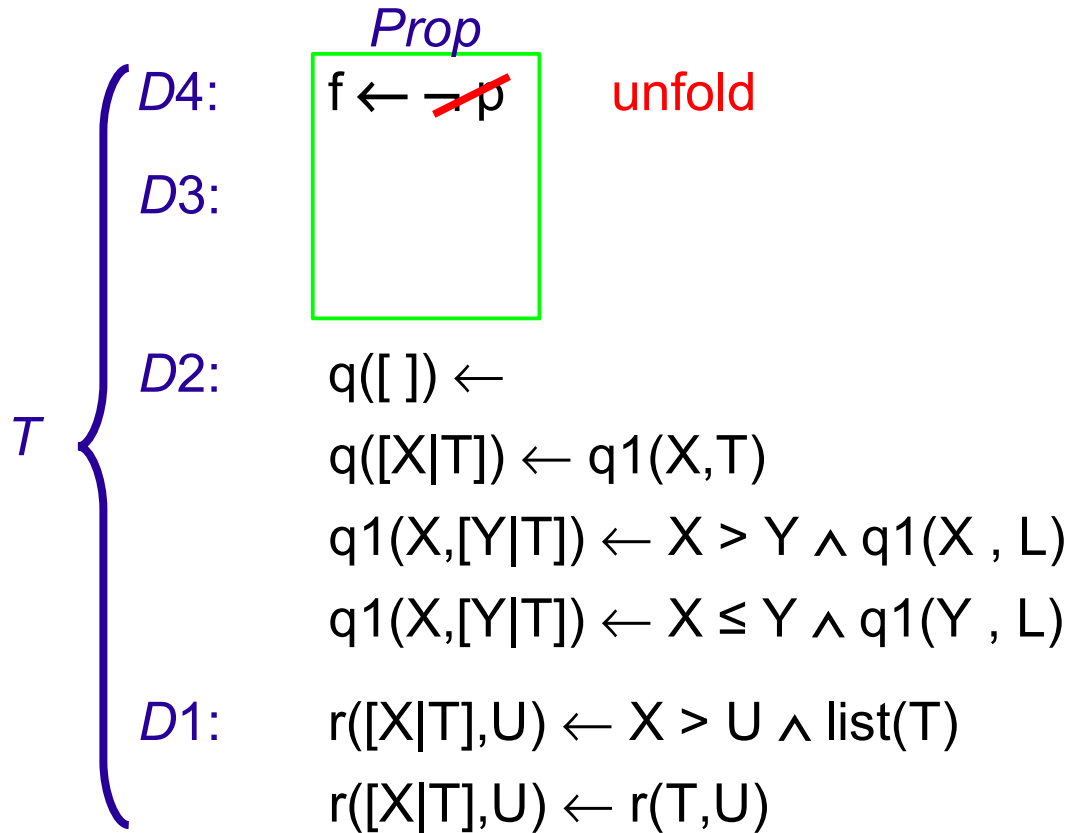 Prop
D4: f ← ¬ p unfold
D3:
D2: q([ ]) ←
T
q([X|T]) ← q1(X,T)
q1(X,[Y|T]) ← X > Y ∧ q1(X , L)
q1(X,[Y|T]) ← X ≤ Y ∧ q1(Y , L)
D1: r([X|T],U) ← X > U ∧ list(T)
r([X|T],U) ← r(T,U)